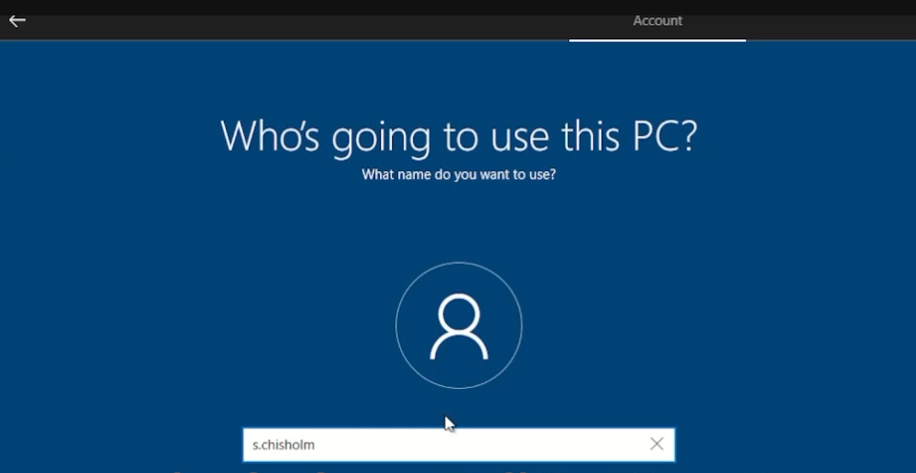 Account
Who's going to use this PC?
What name do you want to use?
s.chisholm